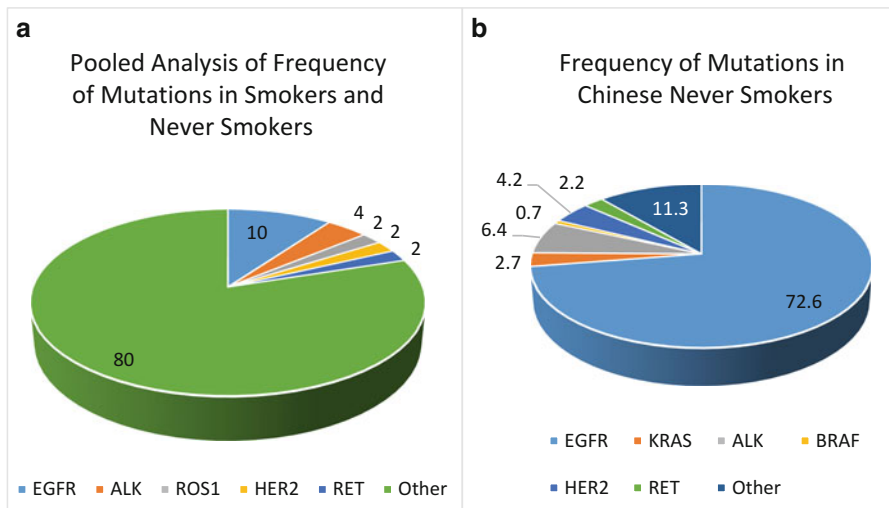 a
Pooled Analysis of Frequency
of Mutations in Smokers and
Never Smokers
10
4
2
2
2
80
EGFR ALK ROS1 HER2 RET Other
b
Frequency of Mutations in
Chinese Never Smokers
4.2
2.2
0.7
6.4
2.7
11.3
72.6
EGFR KRAS ALK BRAF
HER2 RET Other